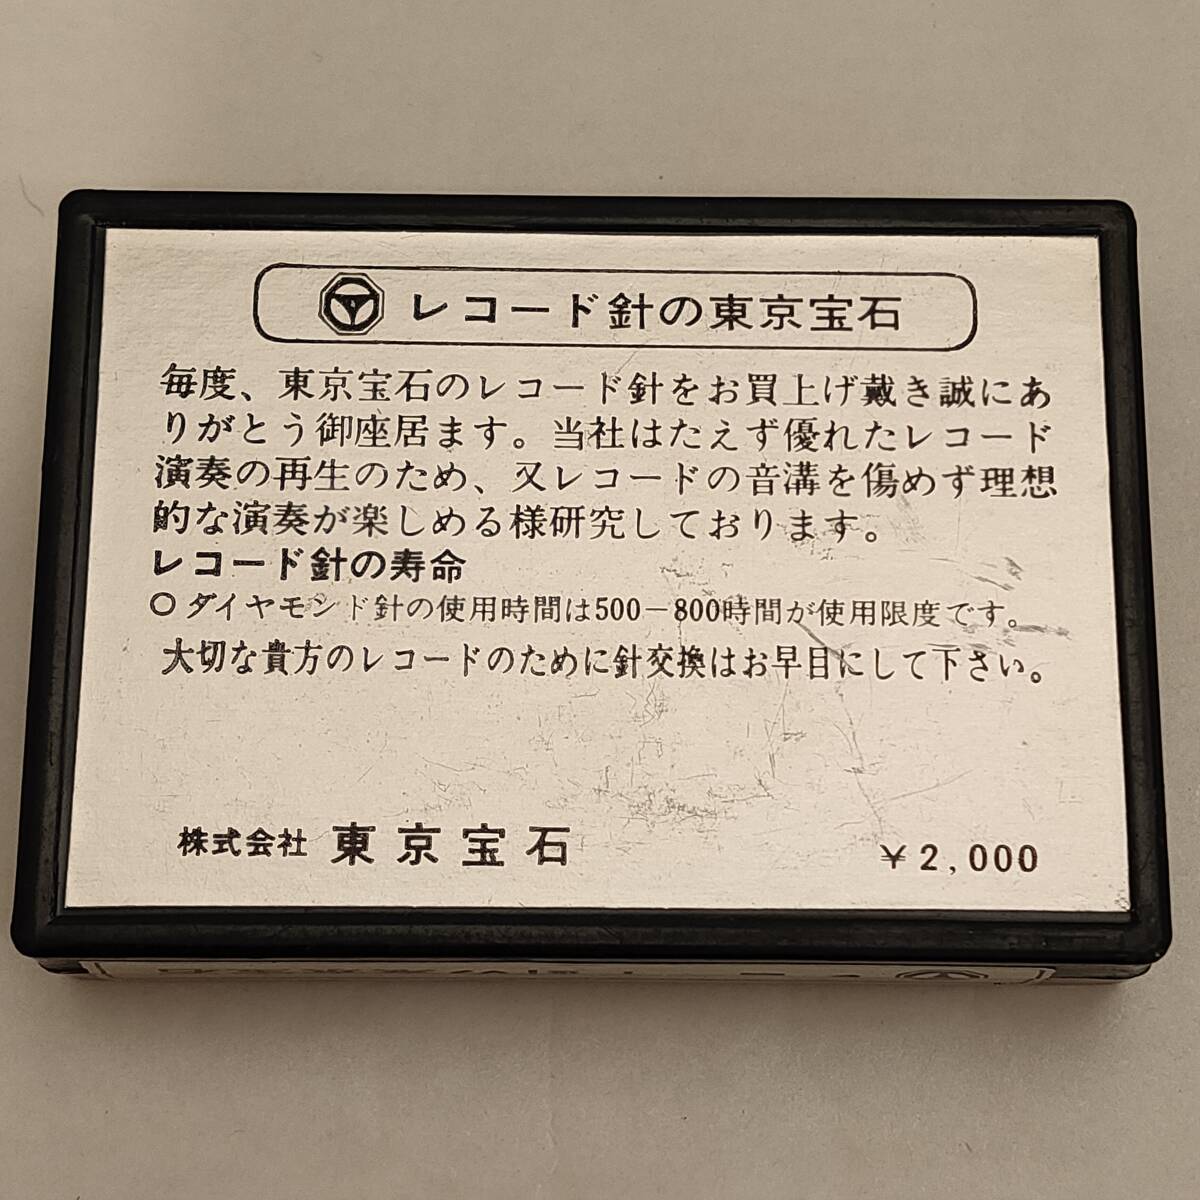 レコード針の東京宝石
毎度、東京宝石のレコード針をお買上げ戴き誠にあ
りがとう御座居ます。当社はたえず優れたレコード
演奏の再生のため、又レコードの音溝を傷めず理想
的な演奏が楽しめる様研究しております。
レコード針の寿命
○ダイヤモンド針の使用時間は500－800時間が使用限度です。
大切な貴方のレコードのために針交換はお早目にして下さい。
株式会社 東京宝石
￥2,000